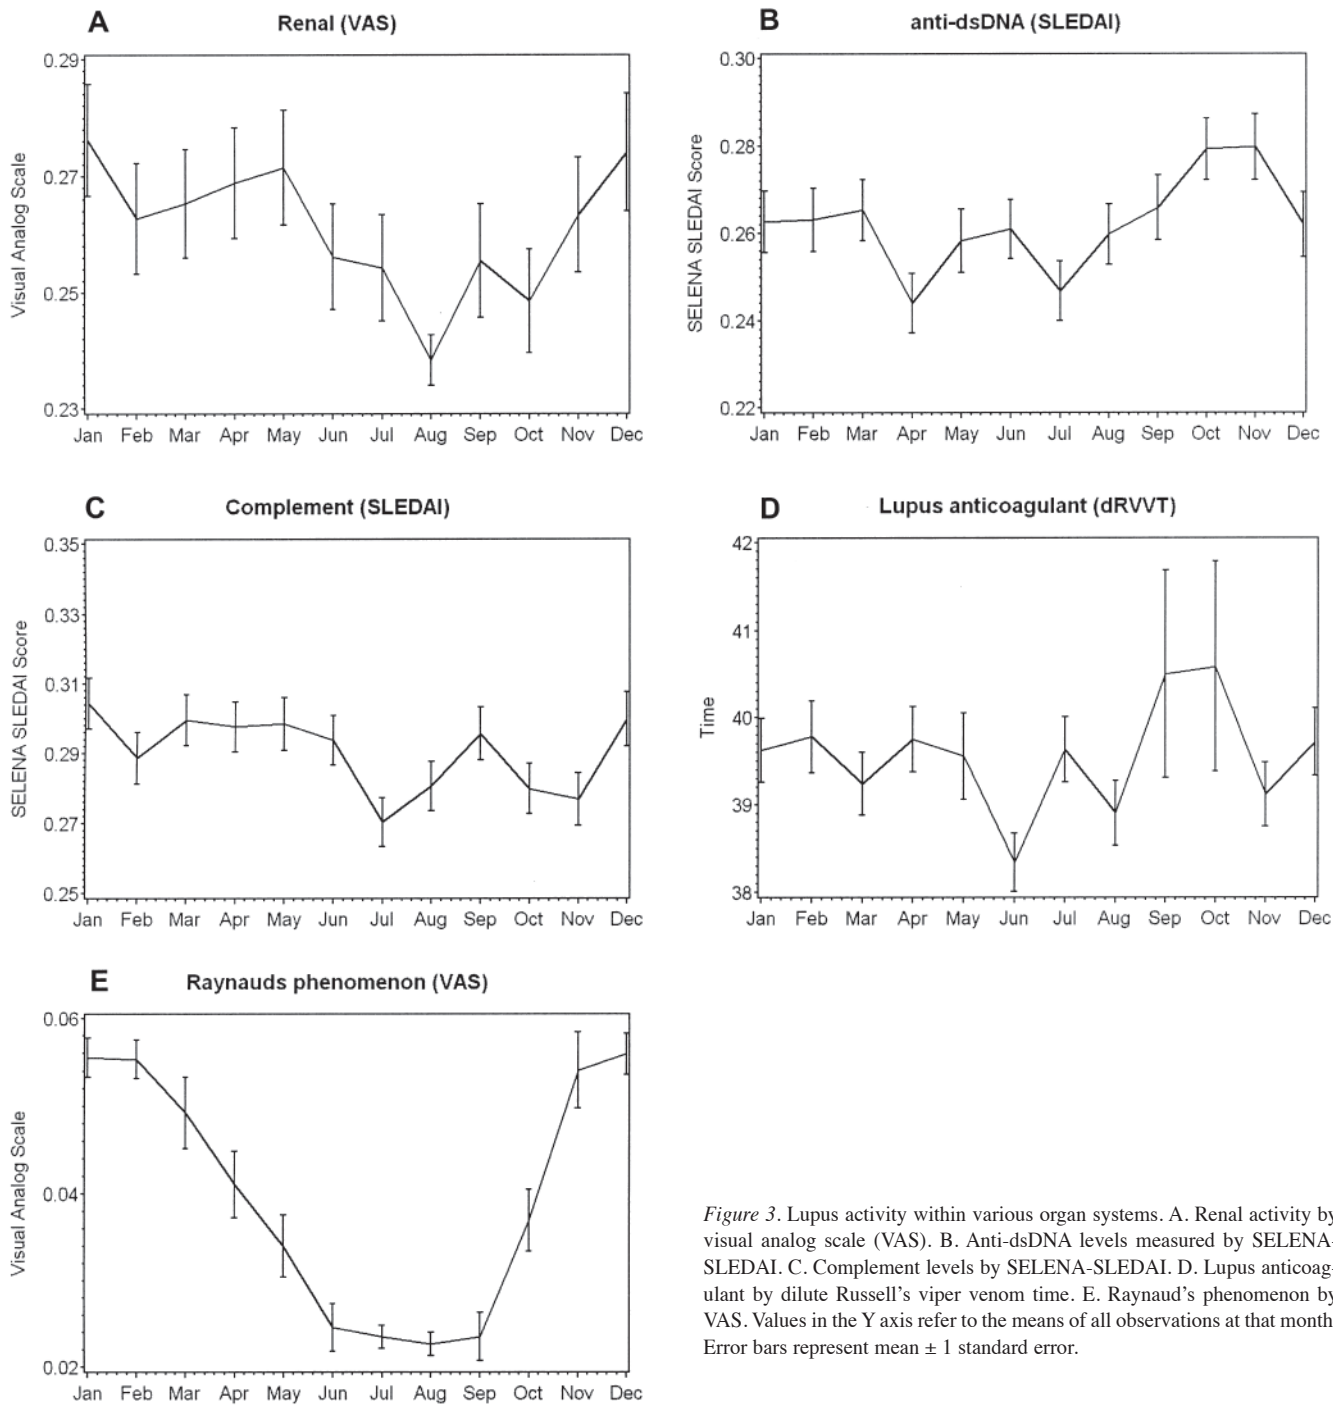 A
Renal (VAS)
Visual Analog Scale
0.29
0.27
0.25
0.23
Jan Feb Mar Apr May Jun Jul Aug Sep Oct Nov Dec
B
anti-dsDNA (SLEDAI)
SELENA SLEDAI Score
0.30
0.28
0.26
0.24
0.22
Jan Feb Mar Apr May Jun Jul Aug Sep Oct Nov Dec
C
Complement (SLEDAI)
SELENA SLEDAI Score
0.35
0.33
0.31
0.29
0.27
0.25
Jan Feb Mar Apr May Jun Jul Aug Sep Oct Nov Dec
D
Lupus anticoagulant (dRVVT)
Time
42
41
40
39
38
Jan Feb Mar Apr May Jun Jul Aug Sep Oct Nov Dec
E
Raynauds phenomenon (VAS)
Visual Analog Scale
0.06
0.04
0.02
Jan Feb Mar Apr May Jun Jul Aug Sep Oct Nov Dec
Figure 3. Lupus activity within various organ systems. A. Renal activity by
visual analog scale (VAS). B. Anti-dsDNA levels measured by SELENA-
SLEDAI. C. Complement levels by SELENA-SLEDAI. D. Lupus anticoag-
ulant by dilute Russell's viper venom time. E. Raynaud's phenomenon by
VAS. Values in the Y axis refer to the means of all observations at that month.
Error bars represent mean ± 1 standard error.